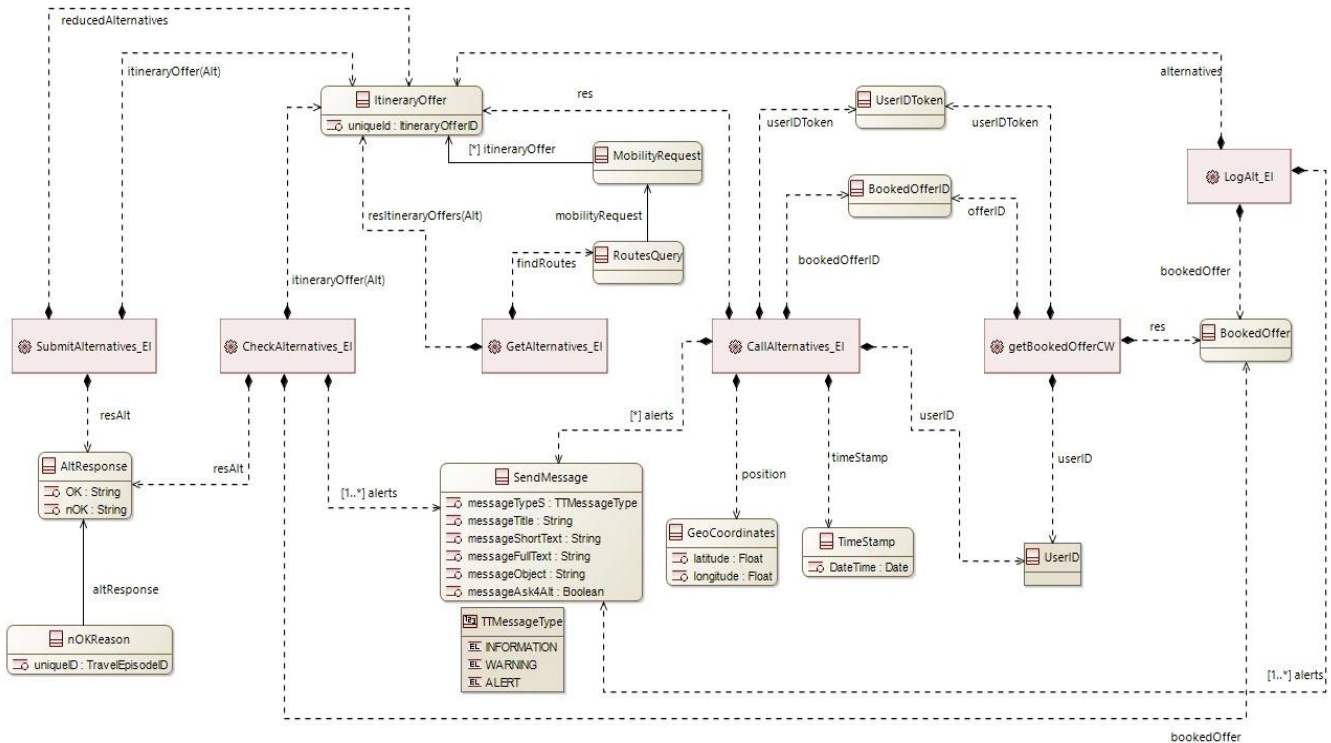 reducedAlternatives
itineraryOffer(Alt)
alternatives
ItineraryOffer
uniqueId : ItineraryOfferID
res
UserIDToken
userIDToken
userIDToken
[*] itineraryOffer
MobilityRequest
LogAlt_EI
BookedOfferID
offerID
resItineraryOffers(Alt)
mobilityRequest
RoutesQuery
findRoutes
bookedOfferID
bookedOffer
itineraryOffer(Alt)
SubmitAlternatives_EI
CheckAlternatives_EI
GetAlternatives_EI
CallAlternatives_EI
getBookedOfferCW
res
BookedOffer
resAlt
[*] alerts
userID
AltResponse
OK : String
nOK : String
resAlt
[1..*] alerts
SendMessage
messageTypeS : TTMessageType
messageTitle : String
messageShortText : String
messageFullText : String
messageObject : String
messageAsk4Alt : Boolean
position
timeStamp
userID
GeoCoordinates
latitude : Float
longitude : Float
TimeStamp
DateTime : Date
UserID
altResponse
nOKReason
uniqueID : TravelEpisodeID
TTMessageType
INFORMATION
WARNING
ALERT
[1..*] alerts
bookedOffer